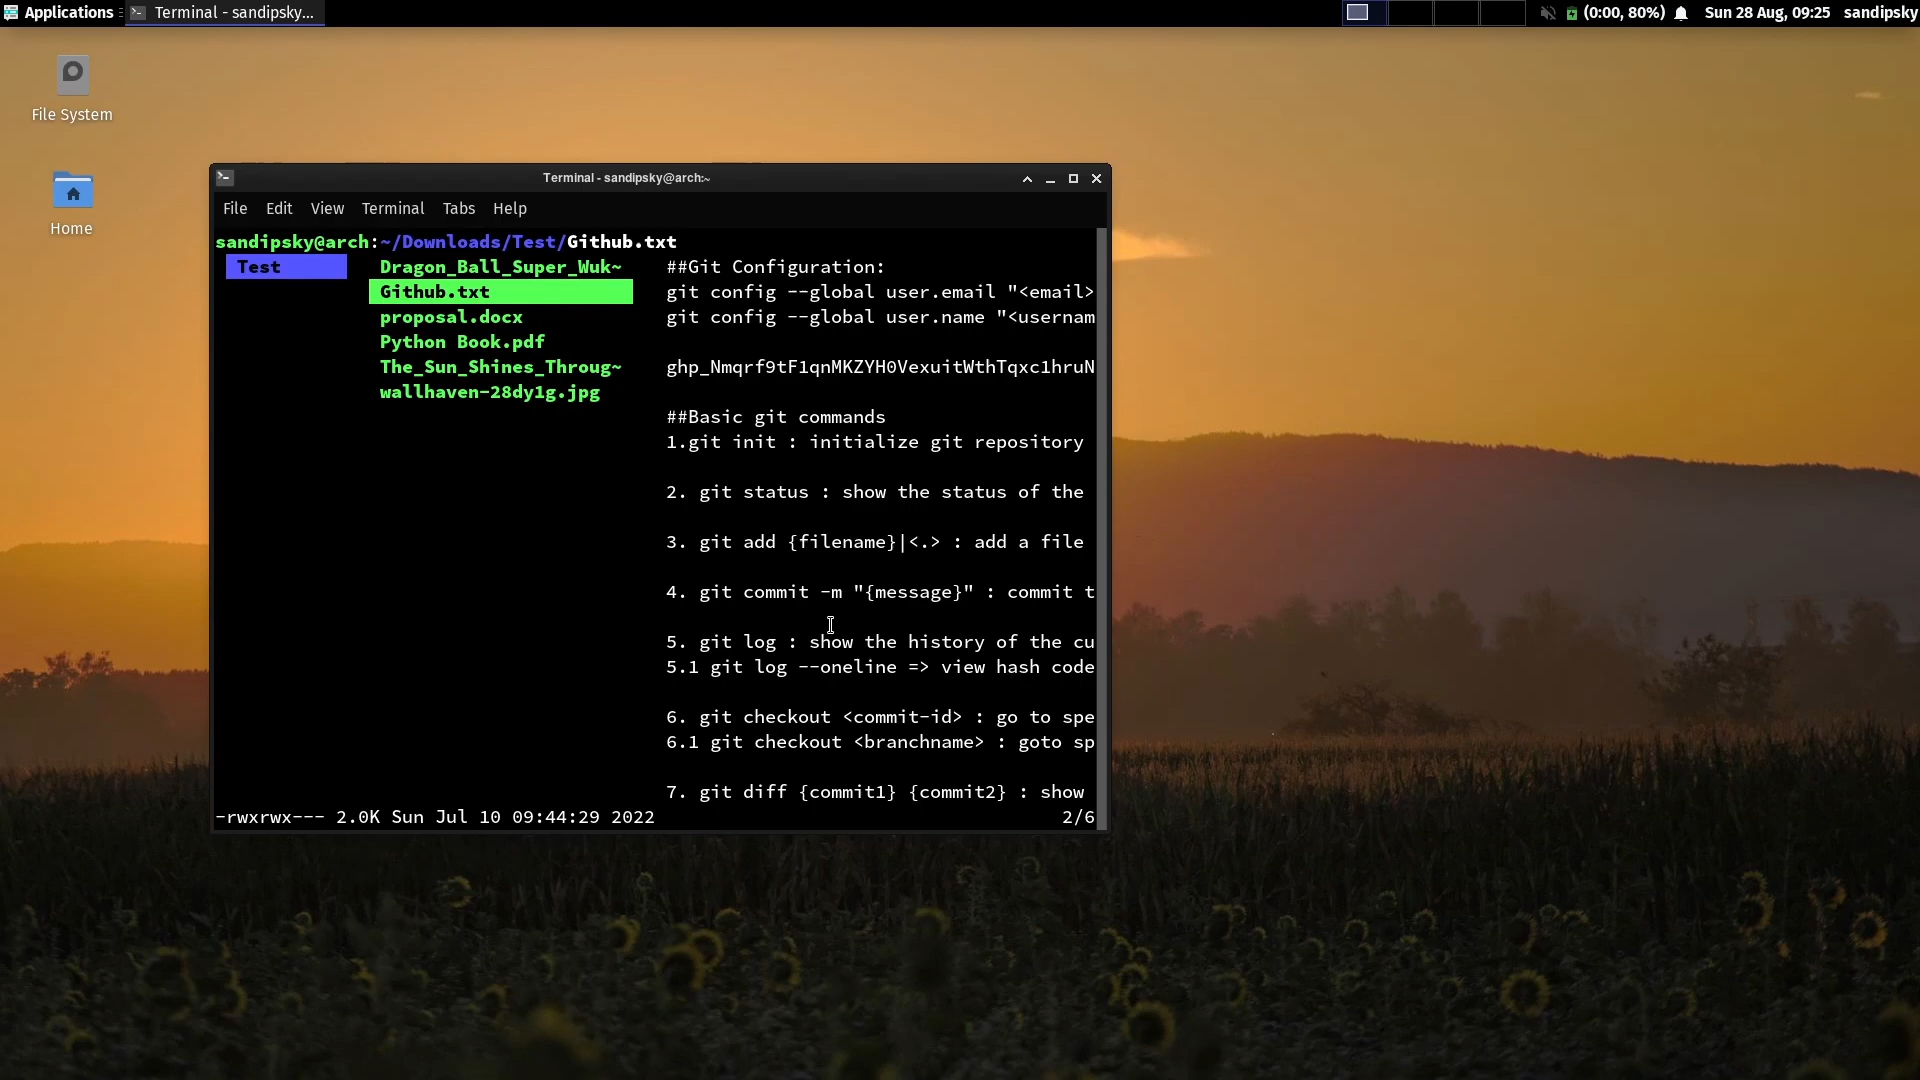 Applications
Terminal - sandipsky...
(0:00, 80%)
Sun 28 Aug, 09:25
sandipsky
File System
Home
Terminal - sandipsky@arch:~
File Edit View Terminal Tabs Help
sandipsky@arch:~/Downloads/Test/Github.txt
Test
Dragon_Ball_Super_Wuk~
Github.txt
proposal.docx
Python Book.pdf
The_Sun_Shines_Throug~
wallhaven-28dy1g.jpg
##Git Configuration:
git config --global user.email "<email>
git config --global user.name "<usernam
ghp_Nmqrf9tF1qnMKZYH0VexuitWthTqxc1hruN
##Basic git commands
1.git init : initialize git repository
2. git status : show the status of the
3. git add {filename}|<.> : add a file
4. git commit -m "{message}" : commit t
5. git log : show the history of the cu
5.1 git log --oneline => view hash code
6. git checkout <commit-id> : go to spe
6.1 git checkout <branchname> : goto sp
7. git diff {commit1} {commit2} : show
-rwxrwx--- 2.0K Sun Jul 10 09:44:29 2022
2/6